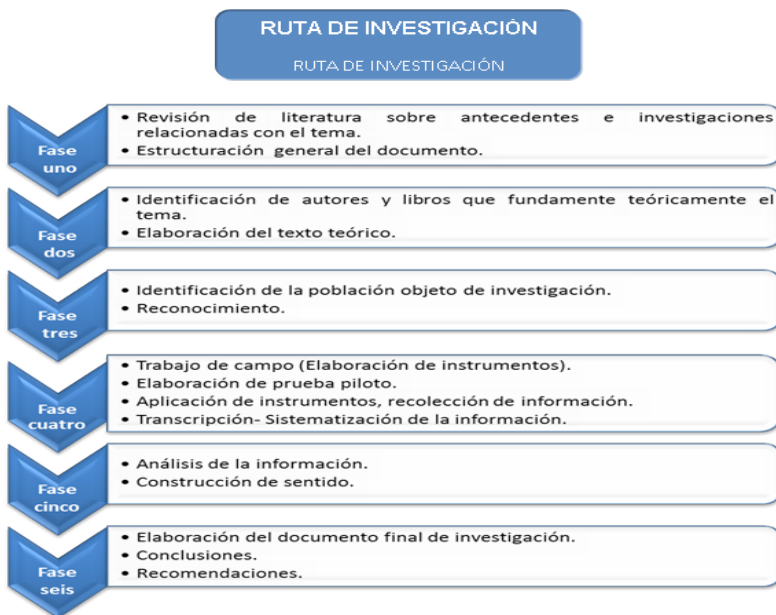 RUTA DE INVESTIGACIÓN
RUTA DE INVESTIGACIÓN
Fase
uno
• Revisión de literatura sobre antecedentes e investigaciones
relacionadas con el tema.
• Estructuración general del documento.
Fase
dos
• Identificación de autores y libros que fundamente teóricamente el
tema.
• Elaboración del texto teórico.
Fase
tres
• Identificación de la población objeto de investigación.
• Reconocimiento.
Fase
cuatro
• Trabajo de campo (Elaboración de instrumentos).
• Elaboración de prueba piloto.
• Aplicación de instrumentos, recolección de información.
• Transcripción- Sistematización de la información.
Fase
cinco
• Análisis de la información.
• Construcción de sentido.
Fase
seis
• Elaboración del documento final de investigación.
• Conclusiones.
• Recomendaciones.